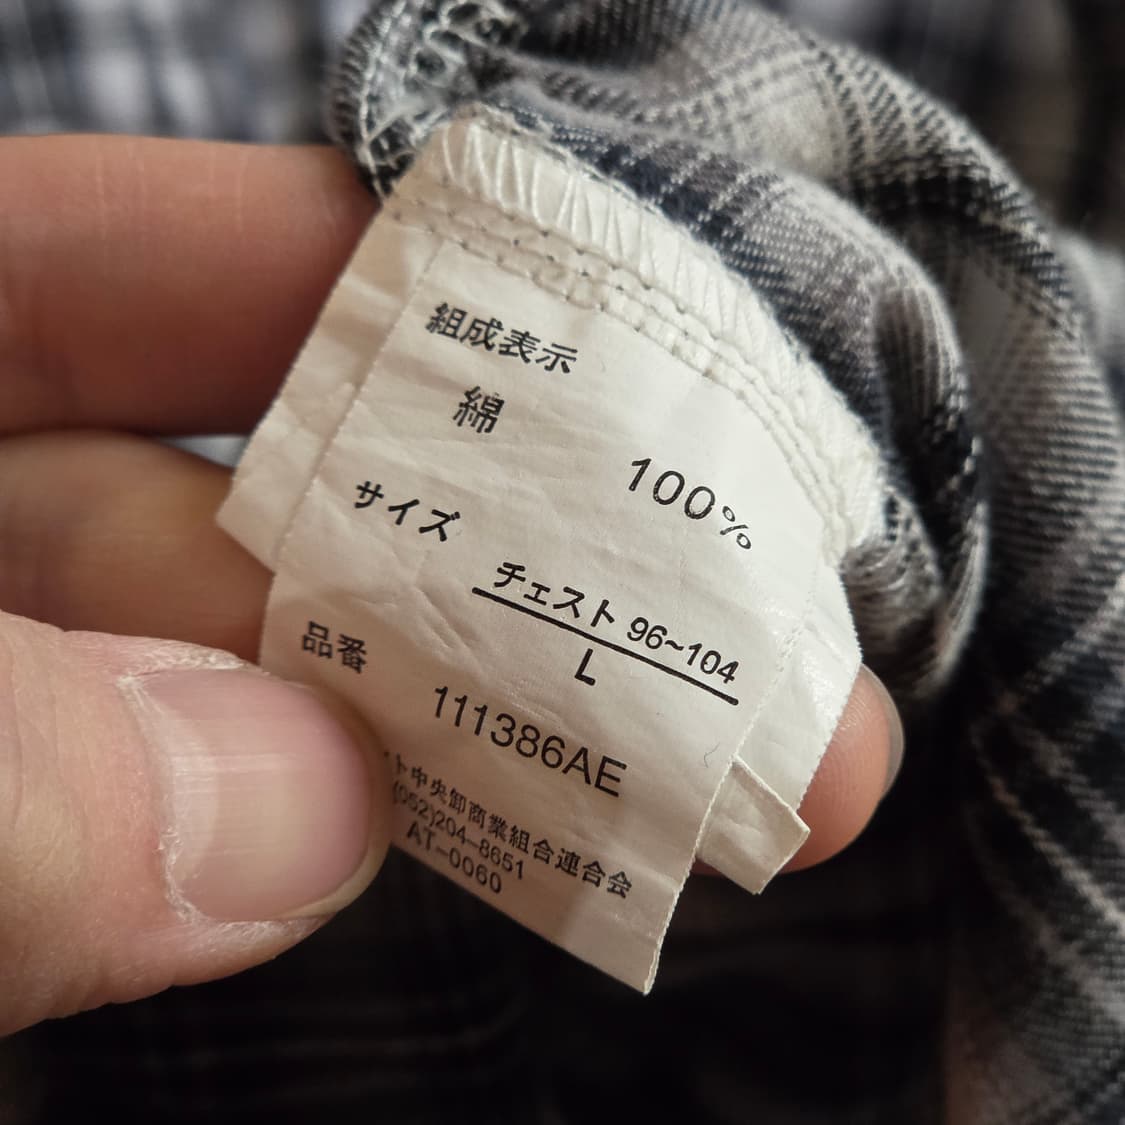 組成表示
綿
100%
サイズ
チェスト 96~104
L
品番
111386AE
ト中央卸商業組合連合会
(052)204-8651
AT-0060